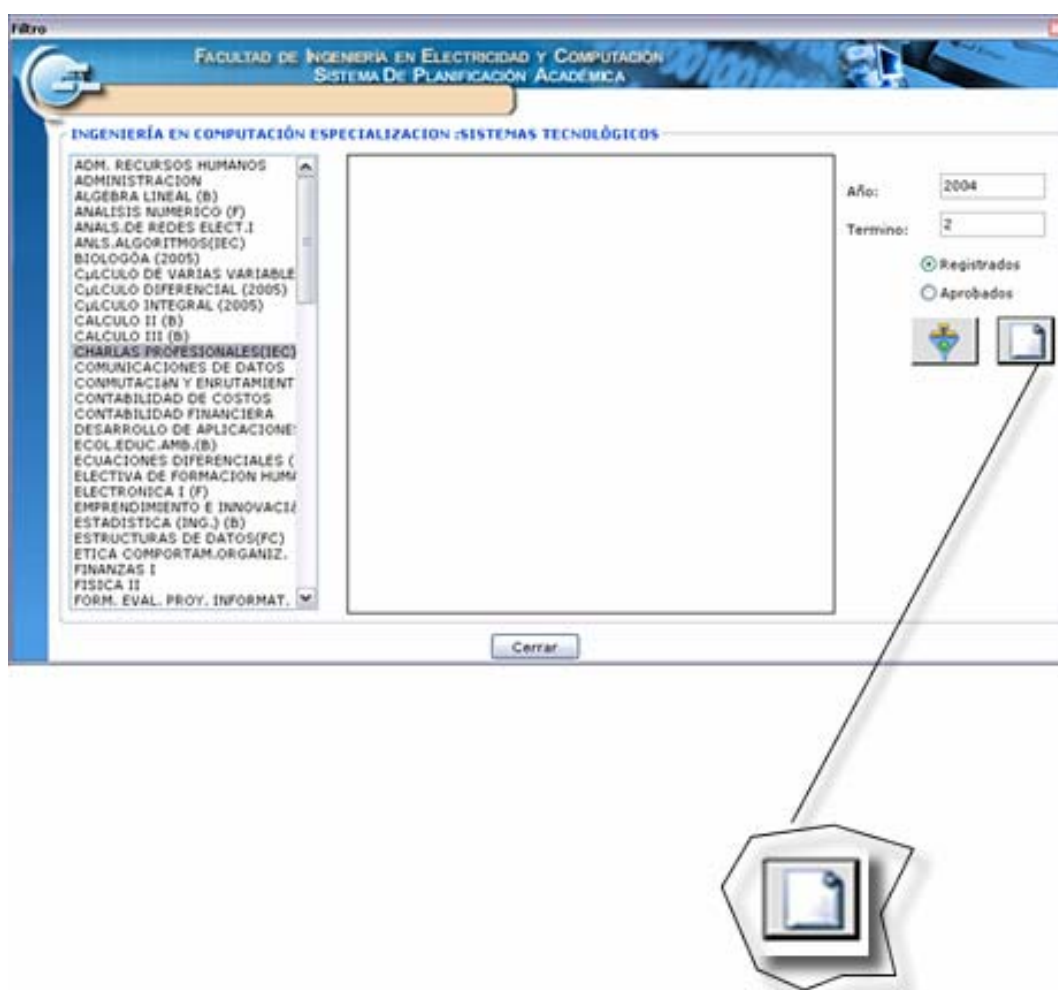 Filtro
FACULTAD DE INGENIERÍA EN ELECTRICIDAD Y COMPUTACIÓN
SISTEMA DE PLANIFICACIÓN ACADÉMICA
INGENIERÍA EN COMPUTACIÓN ESPECIALIZACION :SISTEMAS TECNOLÓGICOS
ADM. RECURSOS HUMANOS
ADMINISTRACION
ALGEBRA LINEAL (B)
ANALISIS NUMERICO (F)
ANALS.DE REDES ELECT.I
ANLS.ALGORITMOS(IEC)
BIOLOGÓA (2005)
CµLCULO DE VARIAS VARIABLE
CµLCULO DIFERENCIAL (2005)
CµLCULO INTEGRAL (2005)
CALCULO II (B)
CALCULO III (B)
CHARLAS PROFESIONALES(IEC)
COMUNICACIONES DE DATOS
CONMUTACIàN Y ENRUTAMIENT
CONTABILIDAD DE COSTOS
CONTABILIDAD FINANCIERA
DESARROLLO DE APLICACIONE
ECOL.EDUC.AMB.(B)
ECUACIONES DIFERENCIALES (
ELECTIVA DE FORMACION HUMA
ELECTRONICA I (F)
EMPRENDIMIENTO E INNOVACI
ESTADISTICA (ING.) (B)
ESTRUCTURAS DE DATOS(FC)
ETICA COMPORTAM.ORGANIZ.
FINANZAS I
FISICA II
FORM. EVAL. PROY. INFORMAT.
Año: 2004
Termino: 2
Registrados
Aprobados
Cerrar